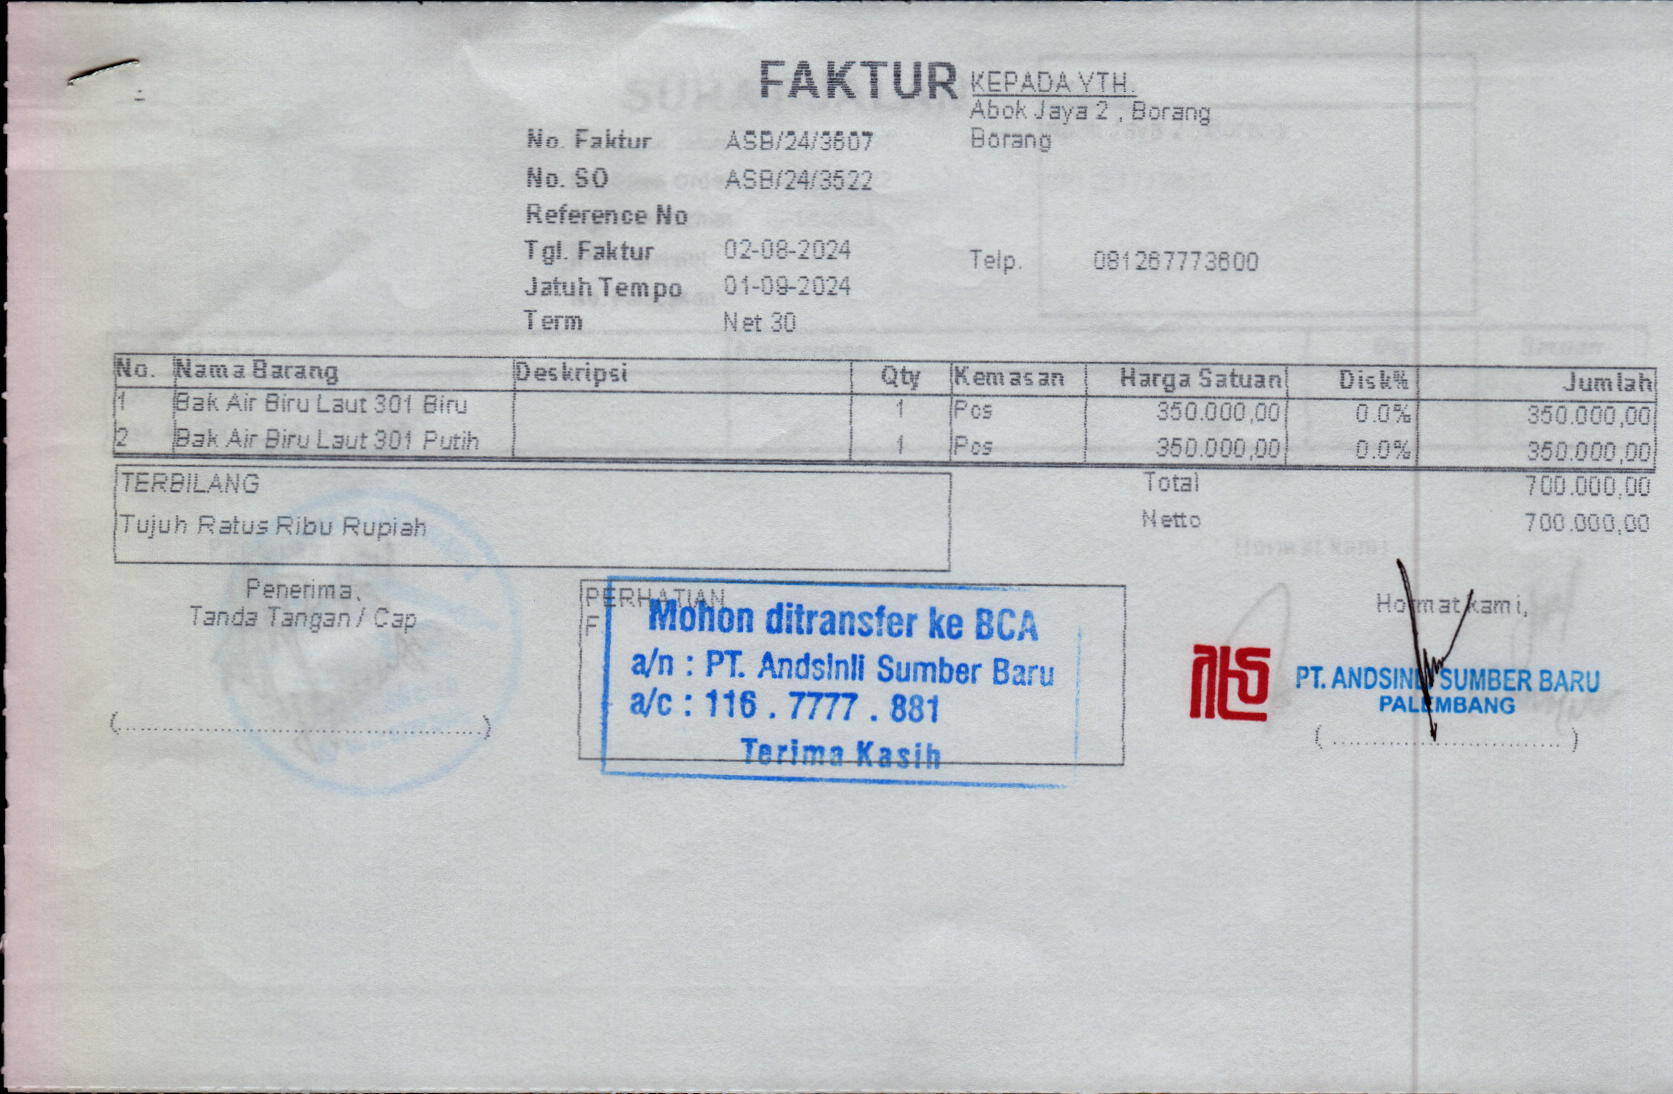 FAKTUR
KEPADA YTH.
Abok Jaya 2 , Borang
Borang
No. Faktur ASB/24/3607
No. SO ASB/24/3522
Reference No
Tgl. Faktur 02-08-2024
Jatuh Tempo 01-09-2024
Term Net 30
Telp. 081267773600
No. Nama Barang Deskripsi Qty Kemasan Harga Satuan Disk% Jumlah
1 Bak Air Biru Laut 301 Biru 1 Pcs 350.000,00 0.0% 350.000,00
2 Bak Air Biru Laut 301 Putih 1 Pcs 350.000,00 0.0% 350.000,00
TERBILANG
Tujuh Ratus Ribu Rupiah
Total 700.000,00
Netto 700.000,00
Penerima,
Tanda Tangan / Cap
(..................................................)
PERHATIAN
F
Mohon ditransfer ke BCA
a/n : PT. Andsinli Sumber Baru
a/c : 116 . 7777 . 881
Terima Kasih
Hormat kami,
PT. ANDSINLI SUMBER BARU
PALEMBANG
( ................................ )